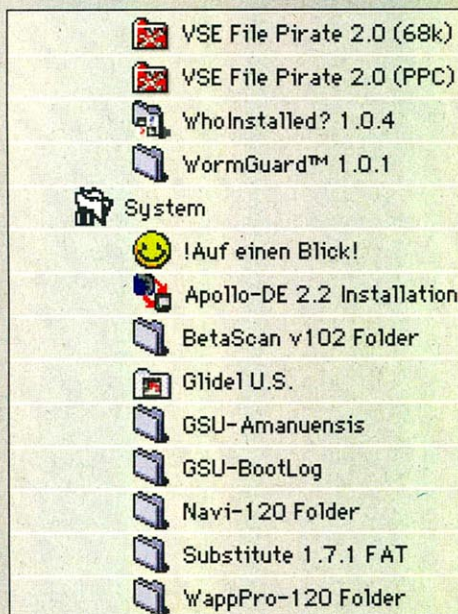 VSE File Pirate 2.0 (68k)
VSE File Pirate 2.0 (PPC)
WhoInstalled? 1.0.4
WormGuard™ 1.0.1
System
!Auf einen Blick!
Apollo-DE 2.2 Installation
BetaScan v102 Folder
Glidel U.S.
GSU-Amanuensis
GSU-BootLog
Navi-120 Folder
Substitute 1.7.1 FAT
WappPro-120 Folder